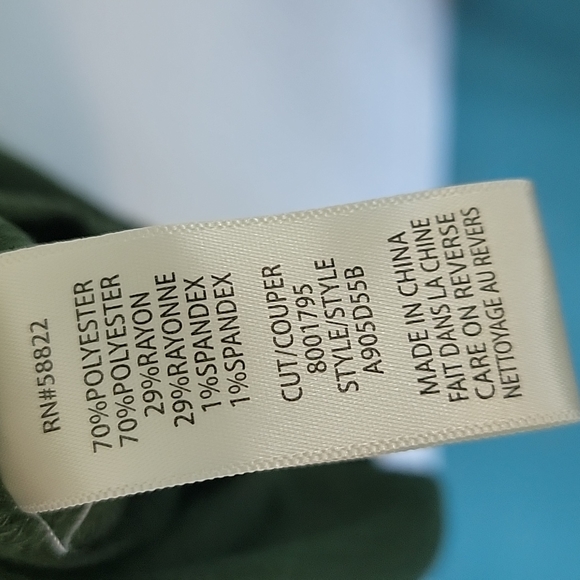 RN#58822
70%POLYESTER
70%POLYESTER
29%RAYON
29%RAYONNE
1%SPANDEX
1%SPANDEX
CUT/COUPER
8001795
STYLE/STYLE
A905D55B
MADE IN CHINA
FAIT DANS LA CHINE
CARE ON REVERSE
NETTOYAGE AU REVERS